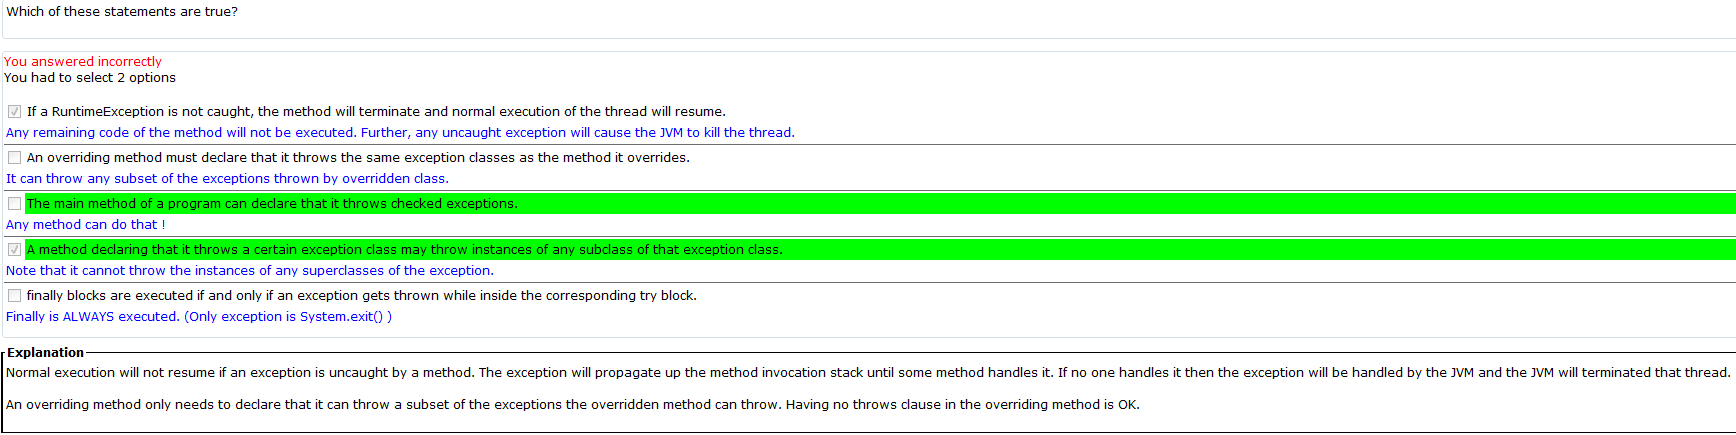 Which of these statements are true?
You answered incorrectly
You had to select 2 options
If a RuntimeException is not caught, the method will terminate and normal execution of the thread will resume.
Any remaining code of the method will not be executed. Further, any uncaught exception will cause the JVM to kill the thread.
An overriding method must declare that it throws the same exception classes as the method it overrides.
It can throw any subset of the exceptions thrown by overridden class.
The main method of a program can declare that it throws checked exceptions.
Any method can do that !
A method declaring that it throws a certain exception class may throw instances of any subclass of that exception class.
Note that it cannot throw the instances of any superclasses of the exception.
finally blocks are executed if and only if an exception gets thrown while inside the corresponding try block.
Finally is ALWAYS executed. (Only exception is System.exit() )
Explanation
Normal execution will not resume if an exception is uncaught by a method. The exception will propagate up the method invocation stack until some method handles it. If no one handles it then the exception will be handled by the JVM and the JVM will terminated that thread.
An overriding method only needs to declare that it can throw a subset of the exceptions the overridden method can throw. Having no throws clause in the overriding method is OK.